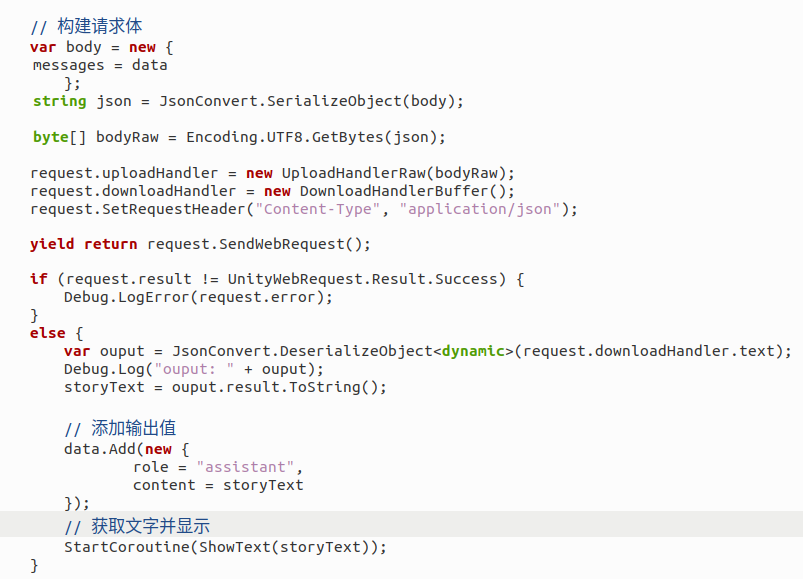 // 构建请求体
var body = new {
messages = data
};
string json = JsonConvert.SerializeObject(body);
byte[] bodyRaw = Encoding.UTF8.GetBytes(json);
request.uploadHandler = new UploadHandlerRaw(bodyRaw);
request.downloadHandler = new DownloadHandlerBuffer();
request.SetRequestHeader("Content-Type", "application/json");
yield return request.SendWebRequest();
if (request.result != UnityWebRequest.Result.Success) {
Debug.LogError(request.error);
}
else {
var ouput = JsonConvert.DeserializeObject<dynamic>(request.downloadHandler.text);
Debug.Log("ouput: " + ouput);
storyText = ouput.result.ToString();
// 添加输出值
data.Add(new {
role = "assistant",
content = storyText
});
// 获取文字并显示
StartCoroutine(ShowText(storyText));
}